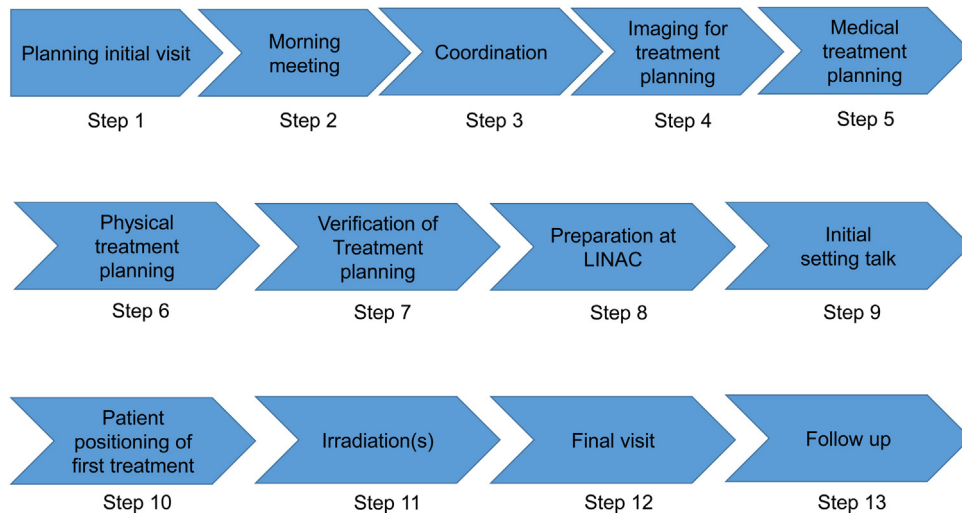 Planning initial visit
Morning
meeting
Coordination
Imaging for
treatment
planning
Medical
treatment
planning
Step 1
Step 2
Step 3
Step 4
Step 5
Physical
treatment
planning
Verification of
Treatment
planning
Preparation at
LINAC
Initial
setting talk
Step 6
Step 7
Step 8
Step 9
Patient
positioning of
first treatment
Irradiation(s)
Final visit
Follow up
Step 10
Step 11
Step 12
Step 13